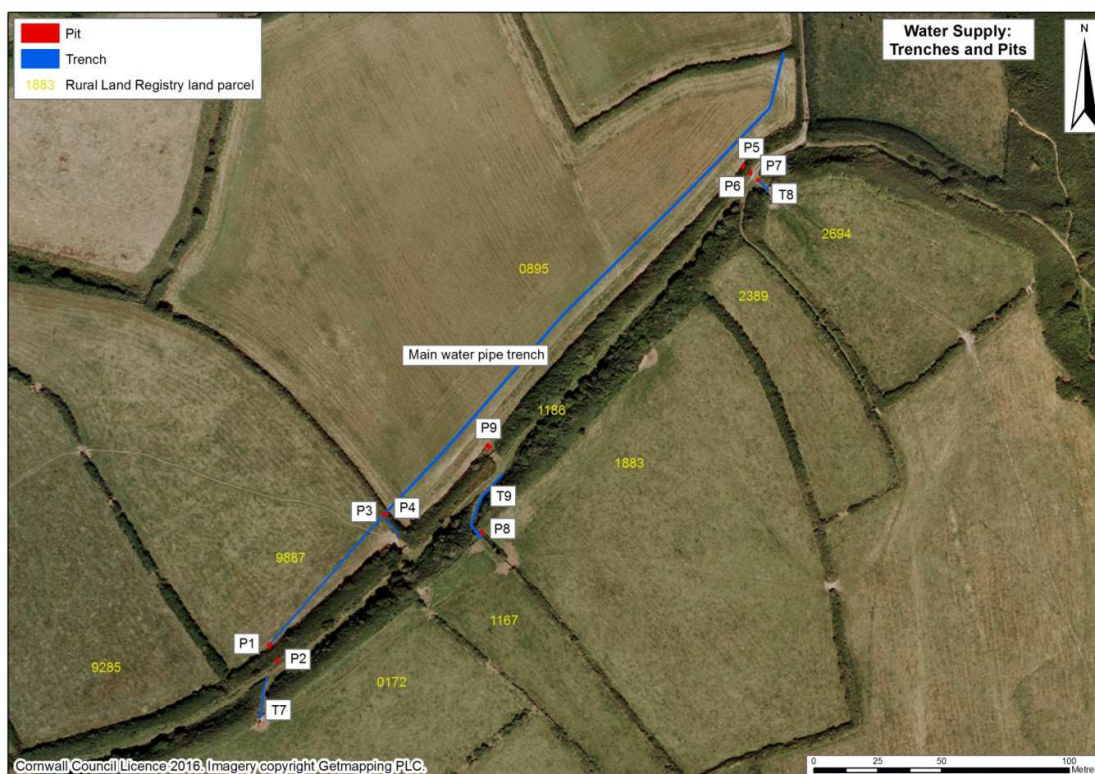 Pit
Trench
1883 Rural Land Registry land parcel
Water Supply:
Trenches and Pits
N
P5
P7
P6
T8
2694
0895
2389
Main water pipe trench
1186
P9
1883
T9
P3
P4
P8
9887
1167
P1
P2
9285
0172
T7
Cornwall Council Licence 2016. Imagery copyright Getmapping PLC.
0 25 50 100
Metres